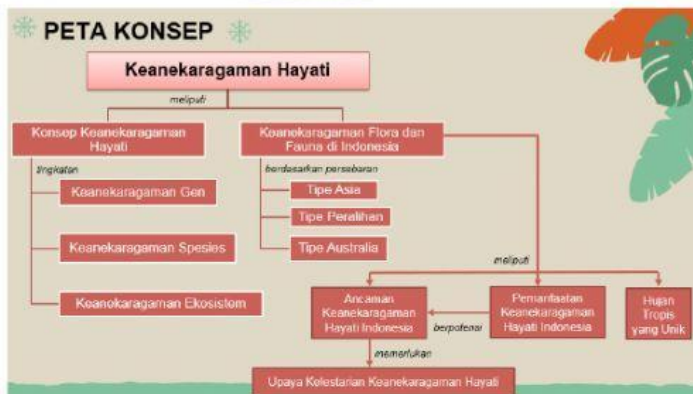 PETA KONSEP
Keanekaragaman Hayati
meliputi
Konsep Keanekaragaman
Hayati
Keanekaragaman Flora dan
Fauna di Indonesia
tingkatan
berdasarkan persebaran
Keanekaragaman Gen
Tipe Asia
Tipe Peralihan
Keanekaragaman Spesies
Tipe Australia
meliputi
Keanekaragaman Ekosistem
Ancaman
Keanekaragaman
Hayati Indonesia
berpotensi
Pemanfaatan
Keanekaragaman
Hayati Indonesia
Hujan
Tropis
yang Unik
memerlukan
Upaya Kelestarian Keanekaragaman Hayati